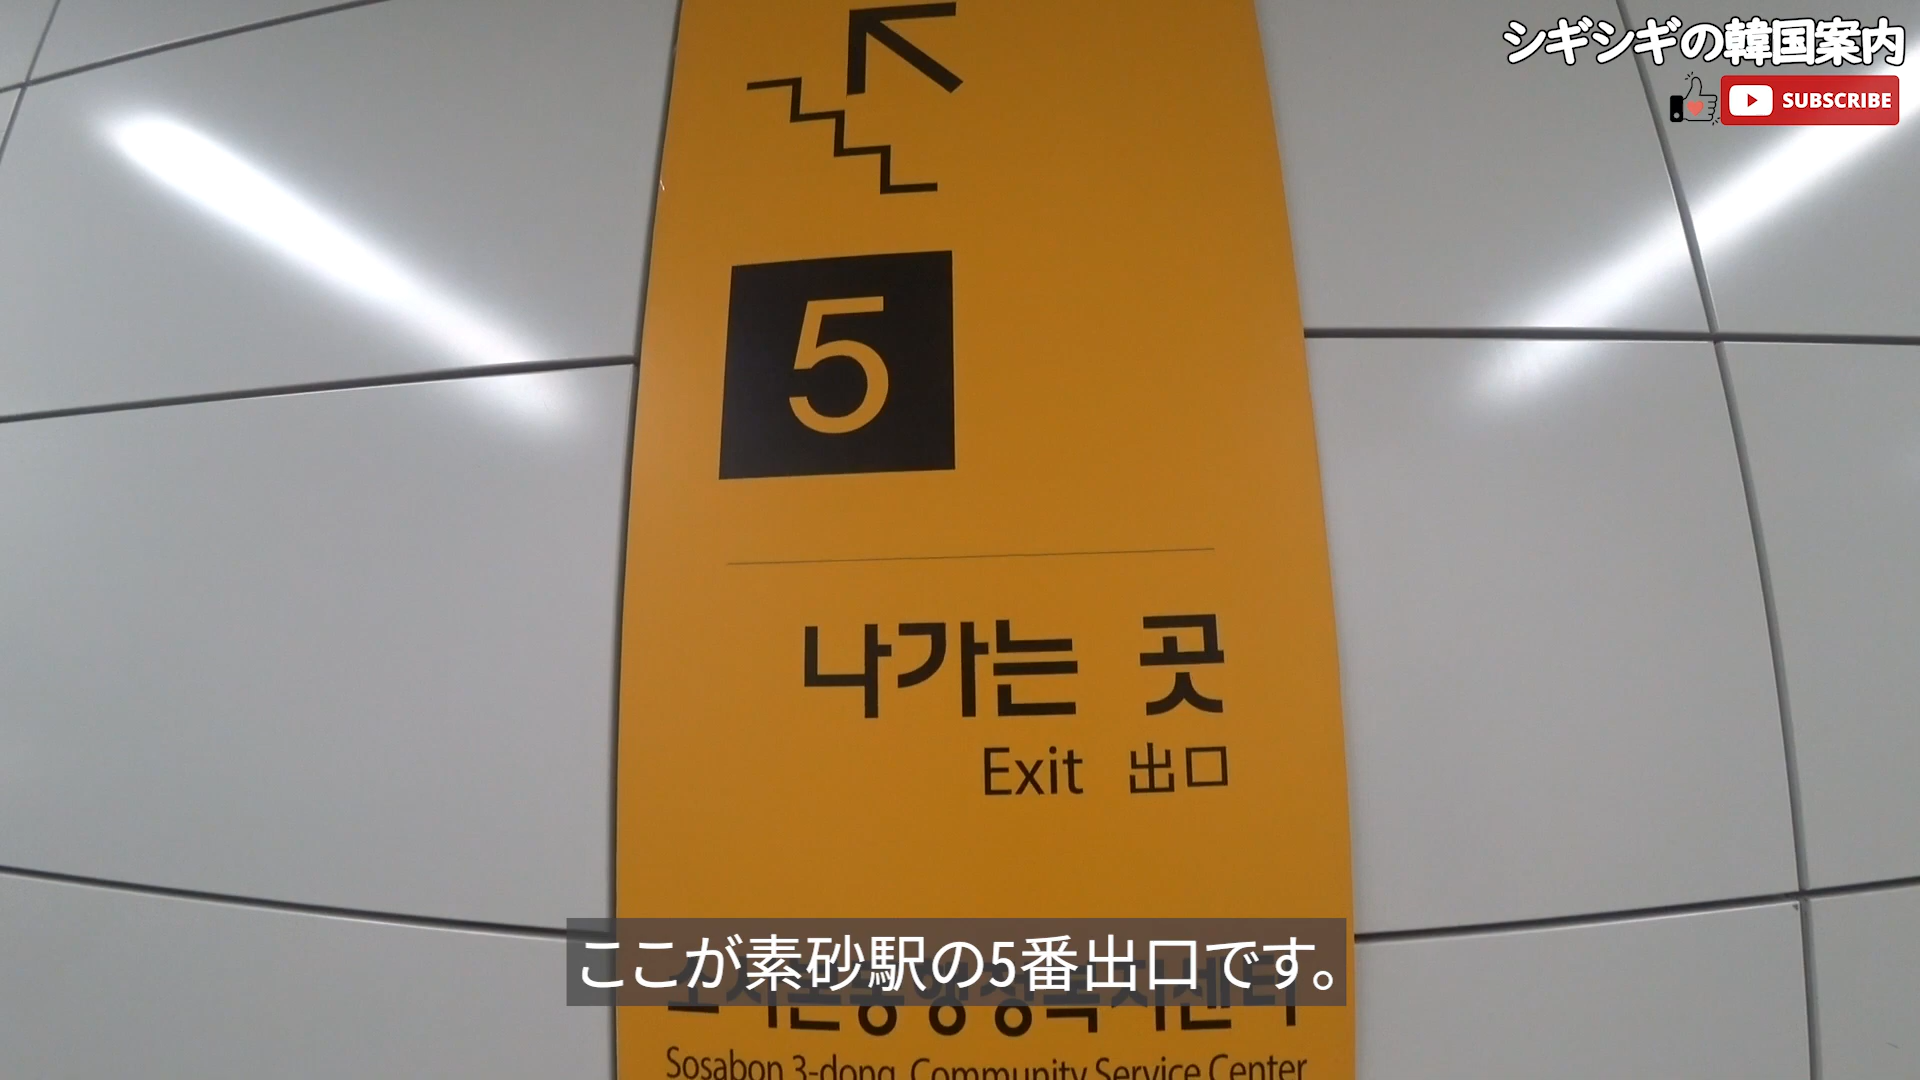 シギシギの韓国案内
SUBSCRIBE
5
나가는 곳
Exit 出口
ここが素砂駅の5番出口です。
Sosabon 3-dong Community Service Center